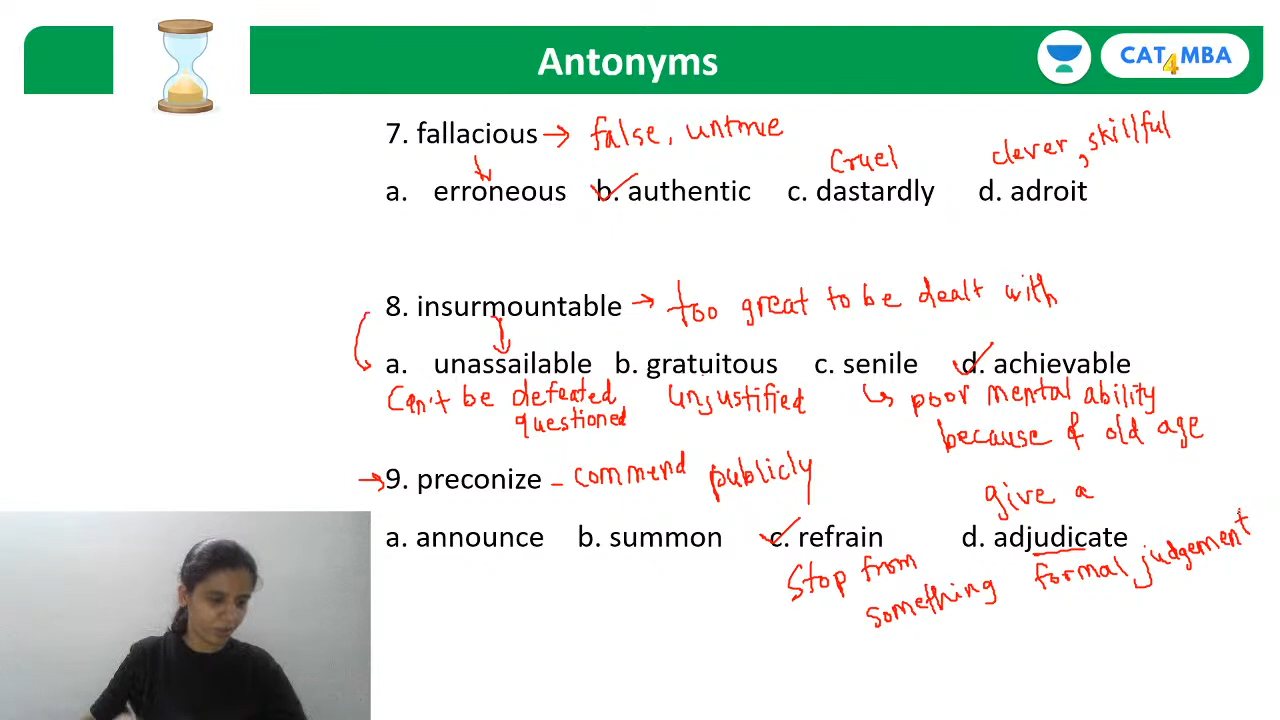 Antonyms
CAT4MBA
7. fallacious → false, untrue
cruel clever, skillful
a. erroneous b. authentic c. dastardly d. adroit
8. insurmountable → too great to be dealt with
a. unassailable b. gratuitous c. senile d. achievable
can't be defeated unjustified poor mental ability
questioned because of old age
9. preconize - commend publicly
give a
a. announce b. summon c. refrain d. adjudicate
stop from formal judgement
something